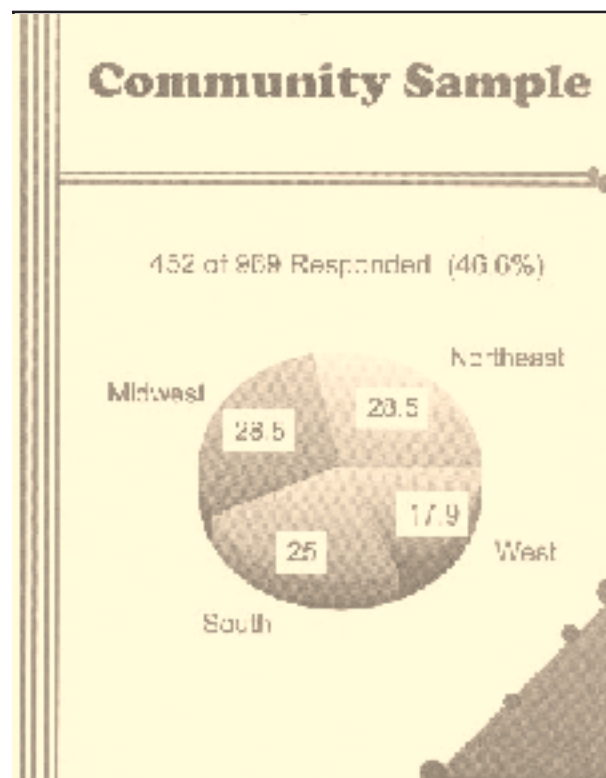 Community Sample
452 of 969 Responded (46.6%)
Northeast
Midwest
28.5
28.5
17.9
25
West
South